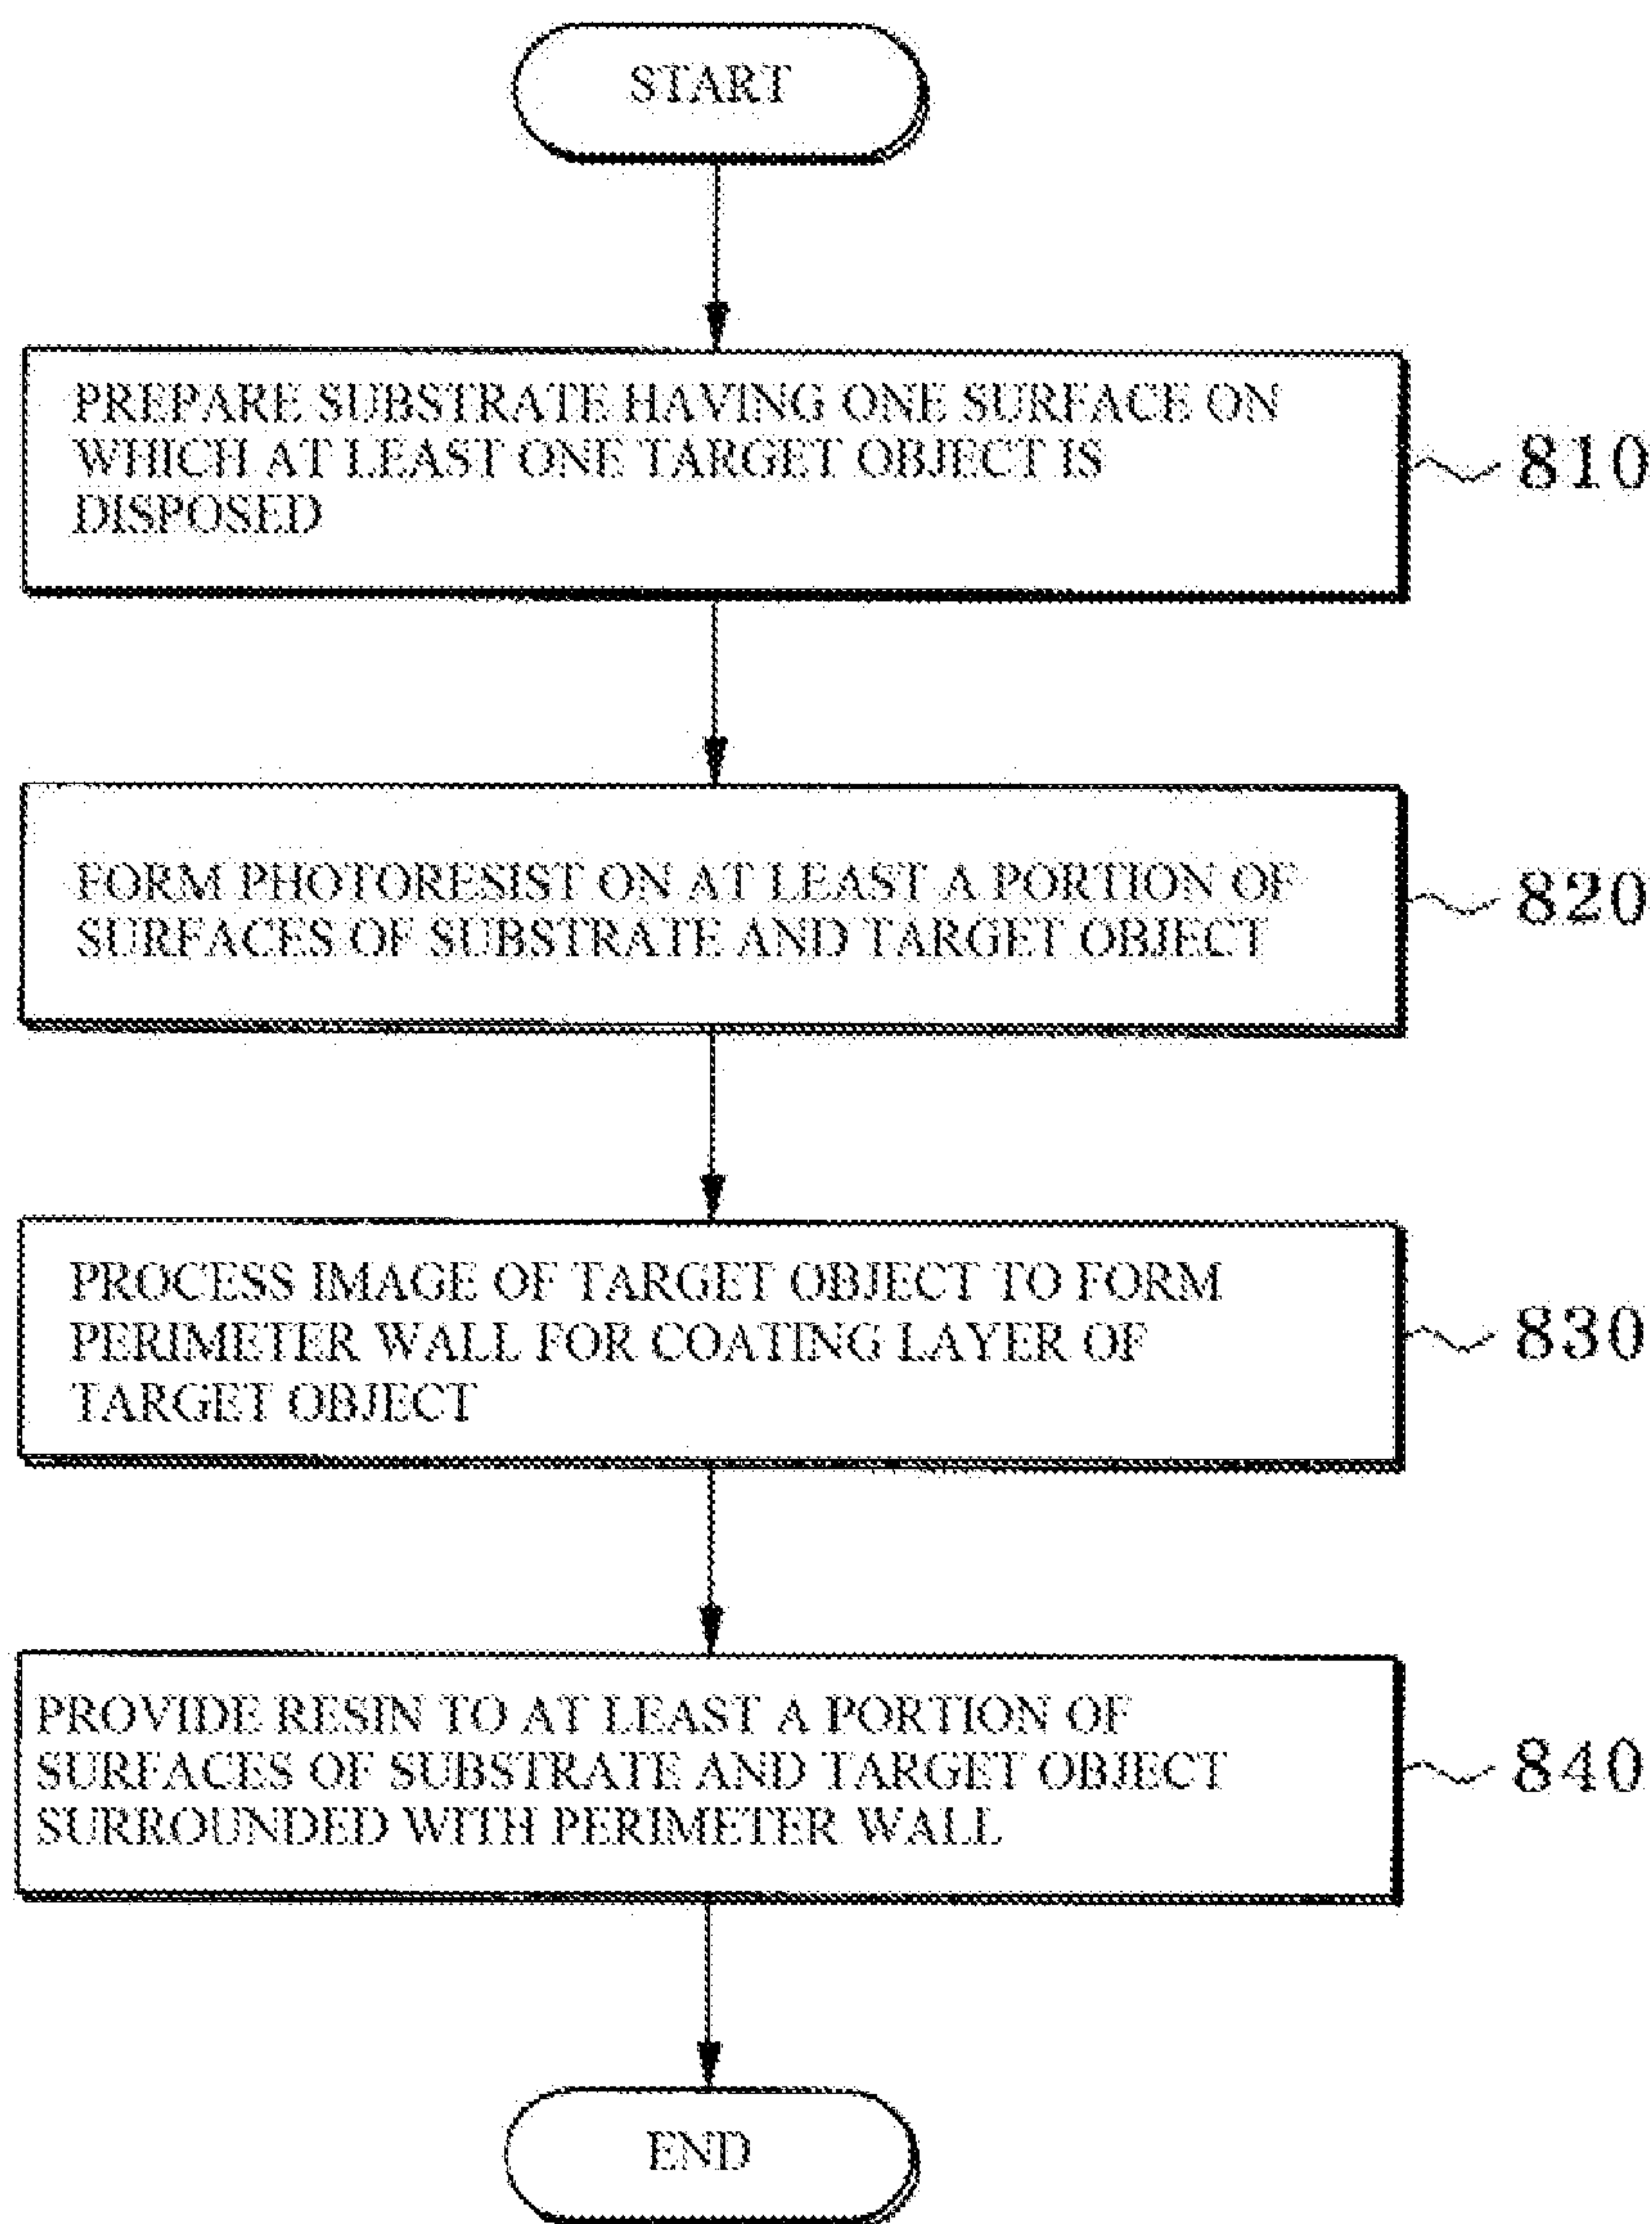 START
PREPARE SUBSTRATE HAVING ONE SURFACE ON
WHICH AT LEAST ONE TARGET OBJECT IS
DISPOSED
810
FORM PHOTORESIST ON AT LEAST A PORTION OF
SURFACES OF SUBSTRATE AND TARGET OBJECT
820
PROCESS IMAGE OF TARGET OBJECT TO FORM
PERIMETER WALL FOR COATING LAYER OF
TARGET OBJECT
830
PROVIDE RESIN TO AT LEAST A PORTION OF
SURFACES OF SUBSTRATE AND TARGET OBJECT
SURROUNDED WITH PERIMETER WALL
840
END